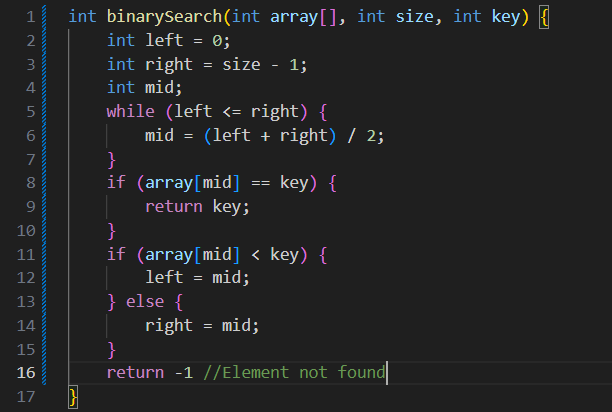 1 int binarySearch(int array[], int size, int key) {
2 int left = 0;
3 int right = size - 1;
4 int mid;
5 while (left <= right) {
6 mid = (left + right) / 2;
7 }
8 if (array[mid] == key) {
9 return key;
10 }
11 if (array[mid] < key) {
12 left = mid;
13 } else {
14 right = mid;
15 }
16 return -1 //Element not found
17 }